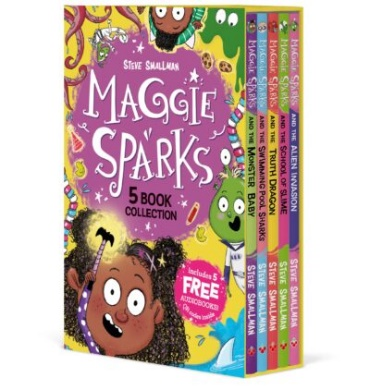 STEVE SMALLMAN
MAGGIE
SPARKS
5 BOOK
COLLECTION
includes 5
FREE
AUDIOBOOKS!
MAGGIE SPARKS AND THE MONSTER BABY STEVE SMALLMAN
MAGGIE SPARKS AND THE SWIMMING POOL SHARKS STEVE SMALLMAN
MAGGIE SPARKS AND THE TRUTH DRAGON STEVE SMALLMAN
MAGGIE SPARKS AND THE SCHOOL OF SLIME STEVE SMALLMAN
MAGGIE SPARKS AND THE ALIEN INVASION STEVE SMALLMAN